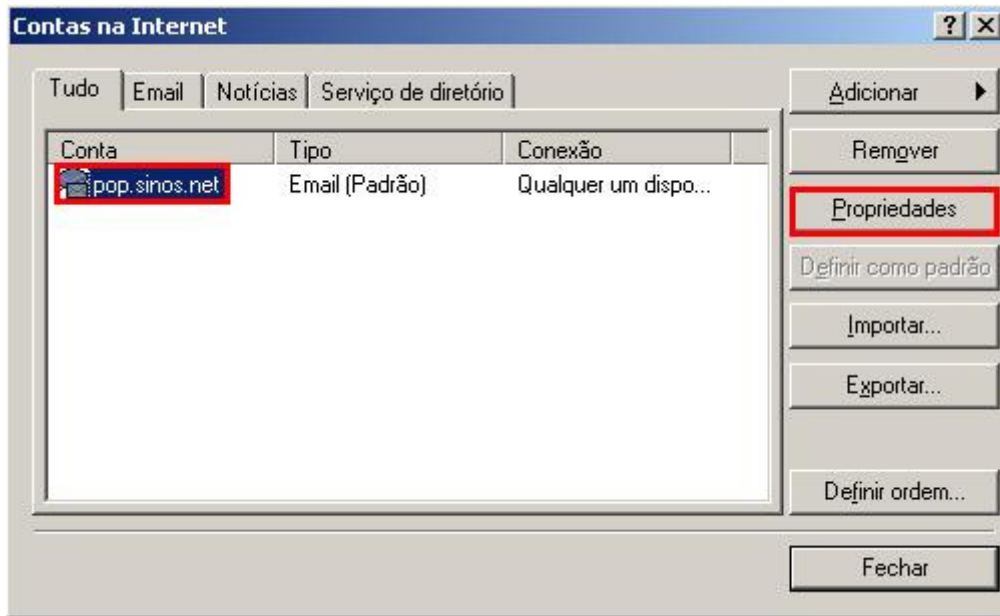 Contas na Internet
Tudo Email Notícias Serviço de diretório
Conta Tipo Conexão
pop.sinos.net Email (Padrão) Qualquer um dispo...
Adicionar
Remover
Propriedades
Definir como padrão
Importar...
Exportar...
Definir ordem...
Fechar